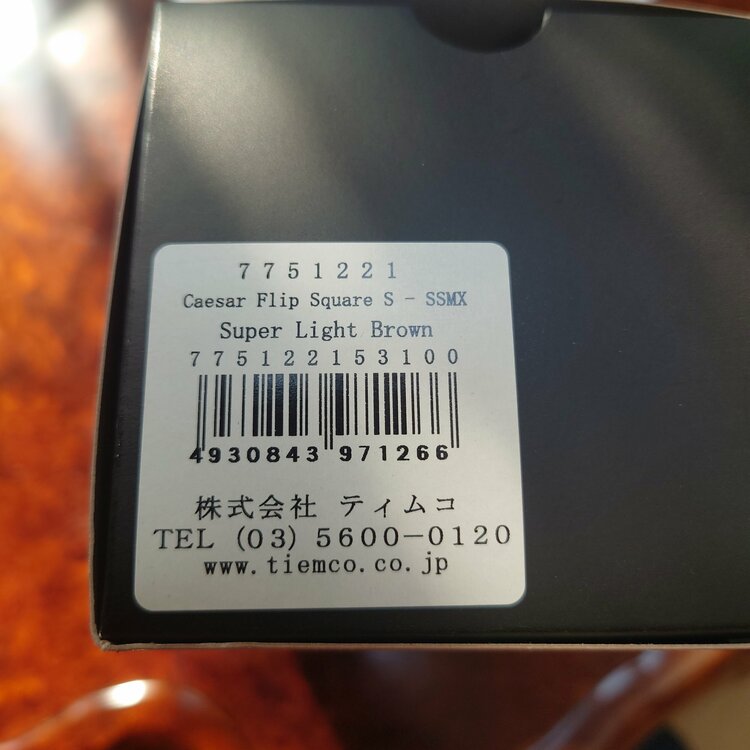 7751221
Caesar Flip Square S - SSMX
Super Light Brown
775122153100
4930843 971266
株式会社 ティムコ
TEL (03) 5600-0120
www.tiemco.co.jp